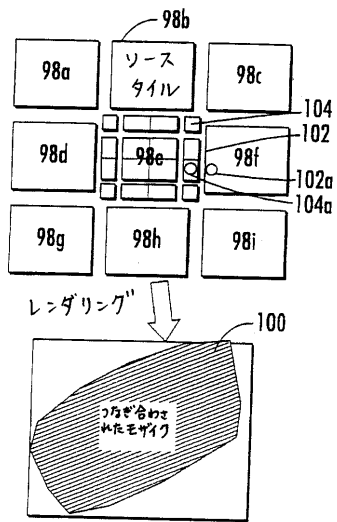 98b
98a
ソース
タイル
98c
104
102
98d
98e
98f
102a
104a
98g
98h
98i
レンダリング
100
つなぎ合わさ
れたモザイク